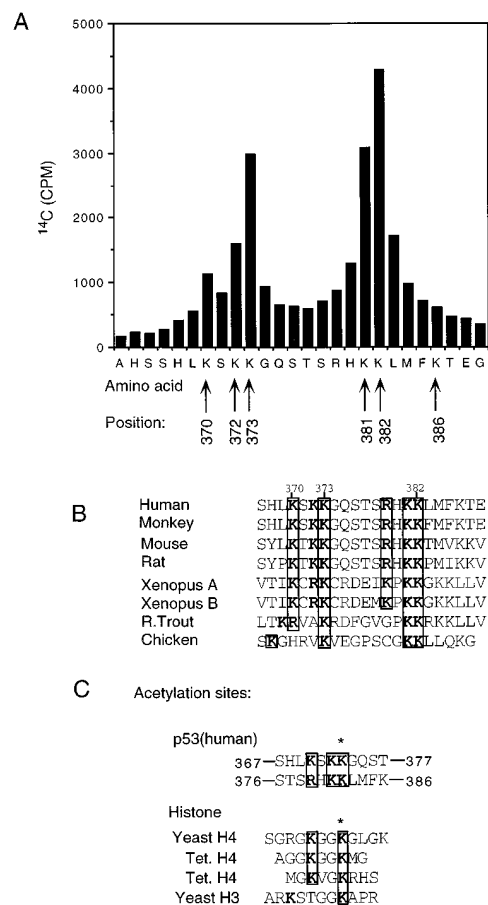 A
5000
4000
3000
2000
1000
0
14C (CPM)
A H S S H L K S K K G Q S T S R H K K L M F K T E G
Amino acid
Position:
370 372 373 381 382 386
B
370 373 382
Human SHLKSKKGQSTSRHKKLMFKTE
Monkey SHLKSKKGQSTSRHKKFMFKTE
Mouse SYLKTKKGQSTSRHKKTMVKKV
Rat SYPKTKKGQSTSRHKKPMIKKV
Xenopus A VTIKCRKCRDEIKPKKGKKLLV
Xenopus B VTIKCRKCRDEMKPKKGKKLLV
R.Trout LTKRVAKRDFGVGPKKRKKLLV
Chicken SKGHRVKVEGPSCGKKLLQKG
C
Acetylation sites:
p53(human) *
367—SHLKSKKGQST—377
376—STSRHKKLMFK—386
Histone *
Yeast H4 SGRGKGGKGLGK
Tet. H4 AGGKGGKMG
Tet. H4 MGKVGKRHS
Yeast H3 ARKSTGGKAPR